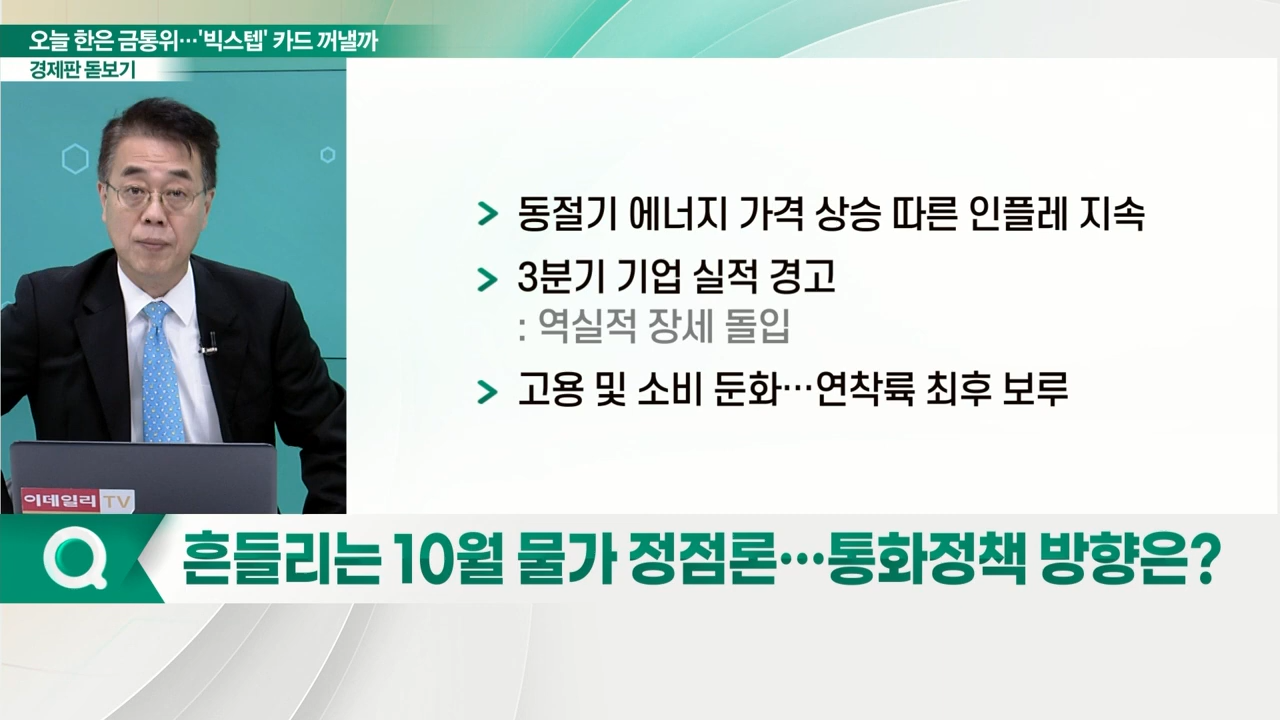 오늘 한은 금통위…'빅스텝' 카드 꺼낼까
경제판 돋보기
> 동절기 에너지 가격 상승 따른 인플레 지속
> 3분기 기업 실적 경고
: 역실적 장세 돌입
> 고용 및 소비 둔화…연착륙 최후 보루
이데일리 TV
Q 흔들리는 10월 물가 정점론…통화정책 방향은?